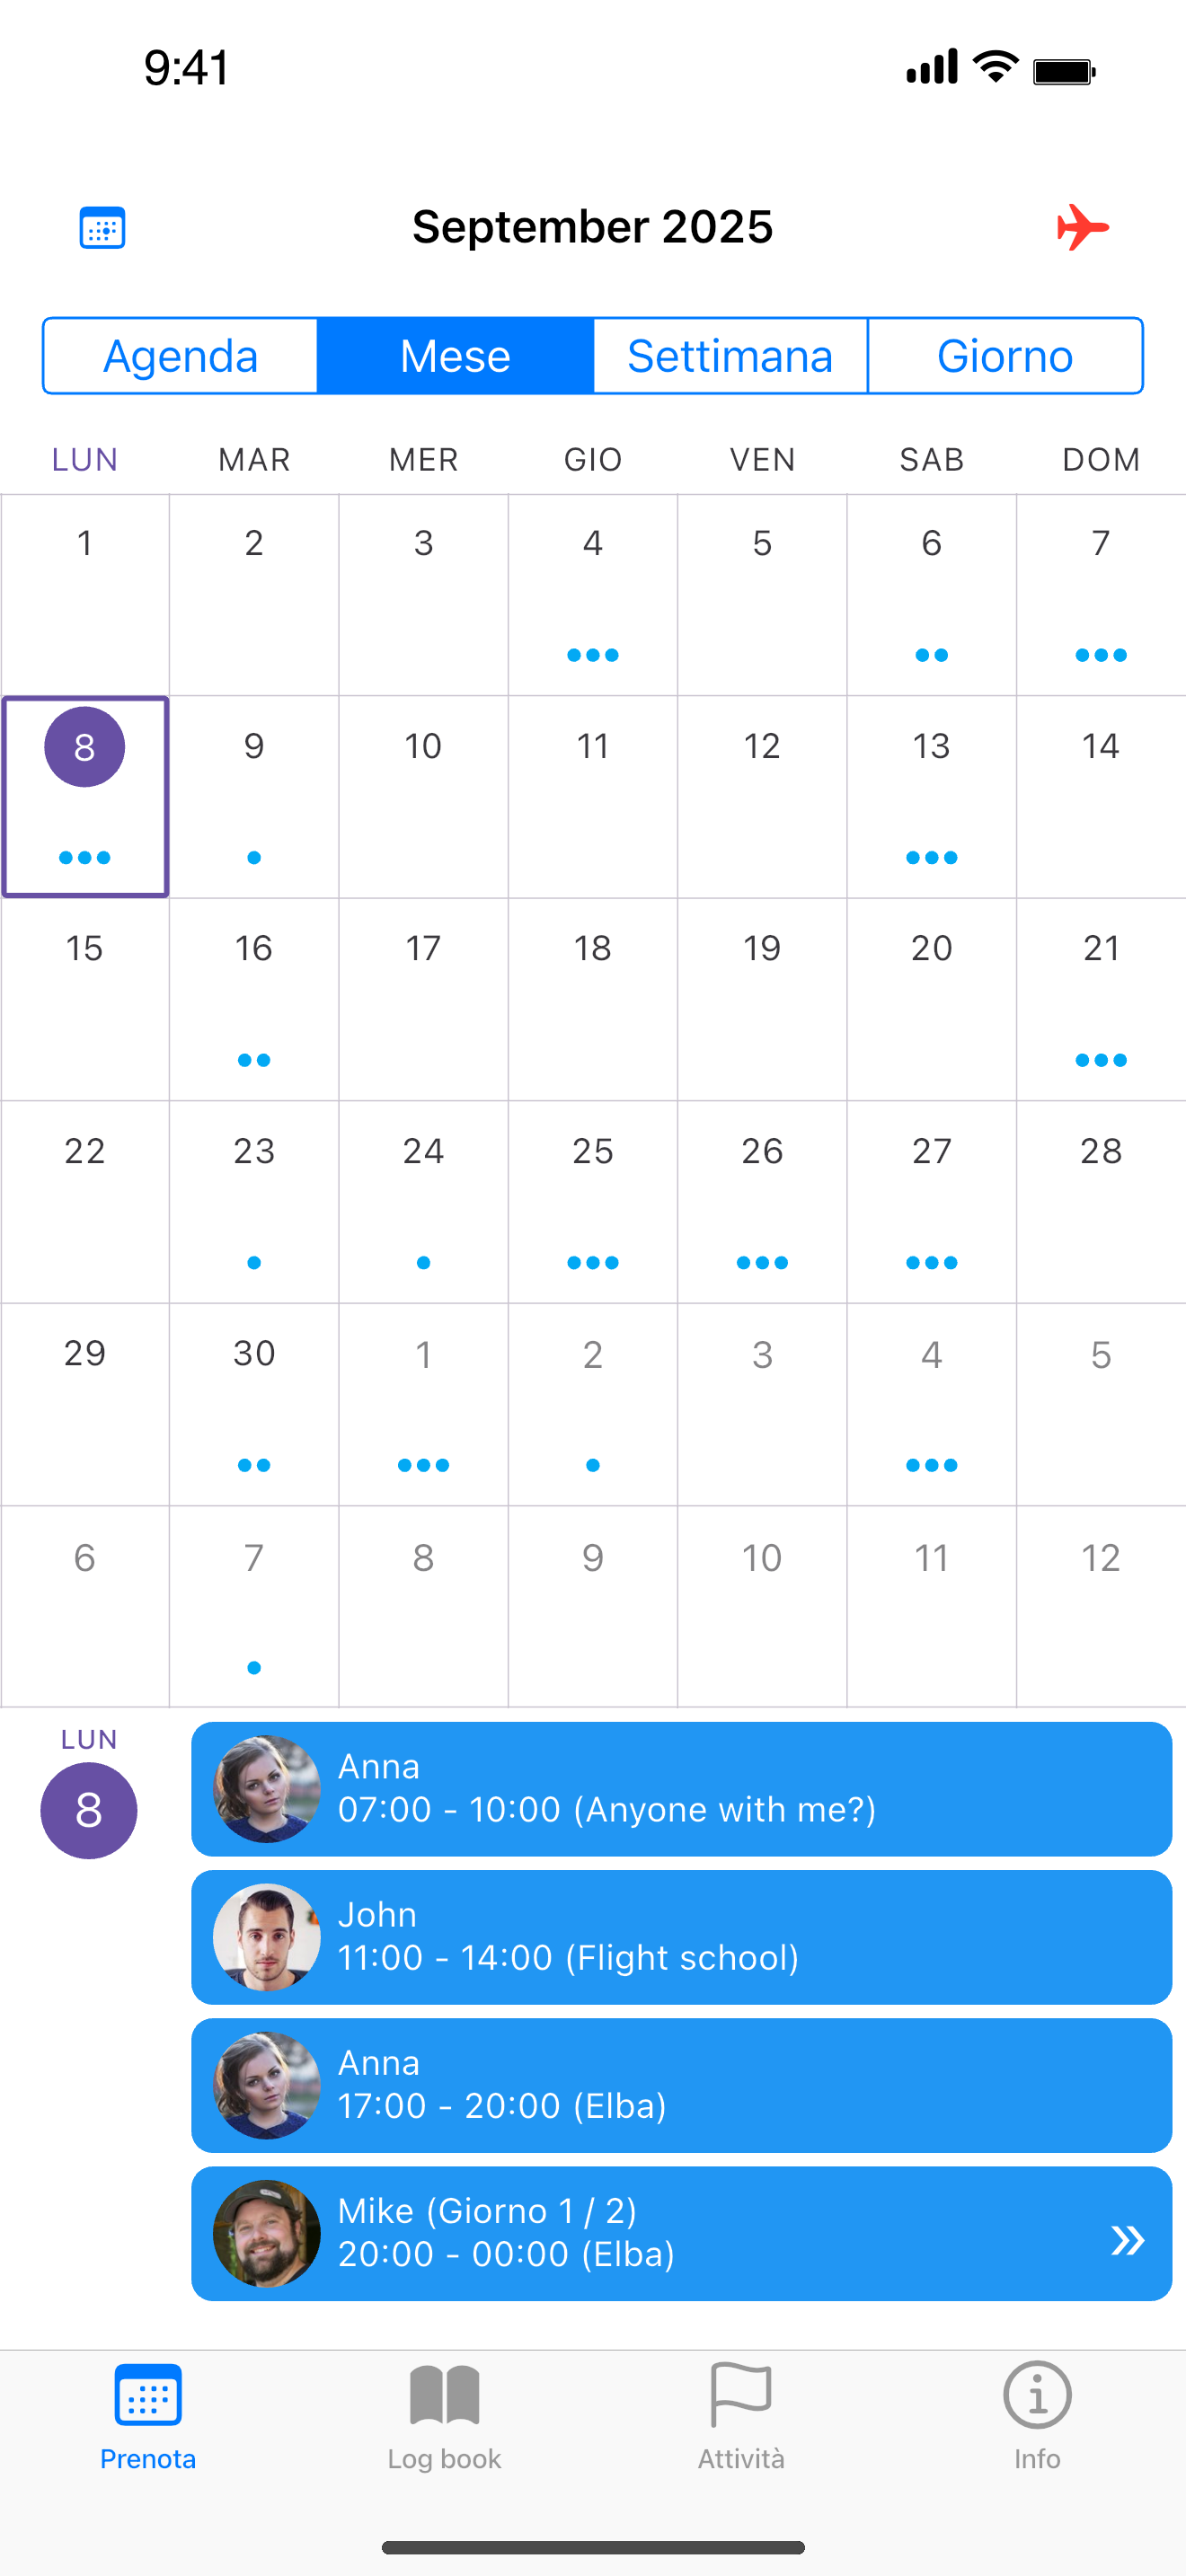 9:41
September 2025
Agenda Mese Settimana Giorno
LUN MAR MER GIO VEN SAB DOM
1 2 3 4 5 6 7
8 9 10 11 12 13 14
15 16 17 18 19 20 21
22 23 24 25 26 27 28
29 30 1 2 3 4 5
6 7 8 9 10 11 12
LUN
8
Anna
07:00 - 10:00 (Anyone with me?)
John
11:00 - 14:00 (Flight school)
Anna
17:00 - 20:00 (Elba)
Mike (Giorno 1 / 2)
20:00 - 00:00 (Elba)
Prenota Log book Attività Info